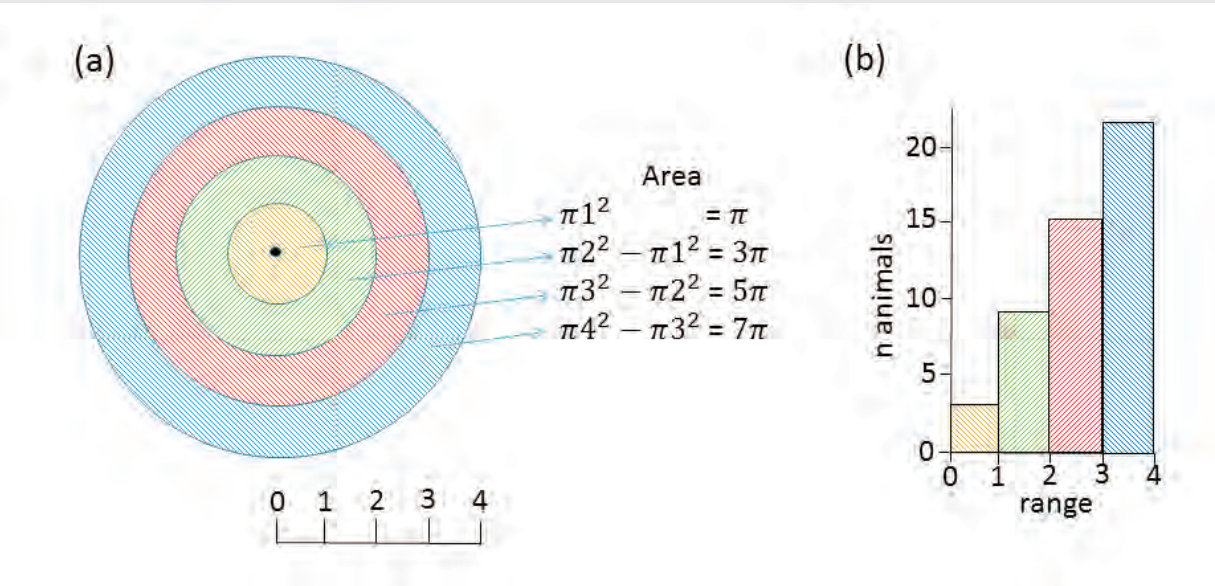 (a)
Area
π1² = π
π2² – π1² = 3π
π3² – π2² = 5π
π4² – π3² = 7π
0 1 2 3 4
(b)
n animals
20
15
10
5
0
0 1 2 3 4
range